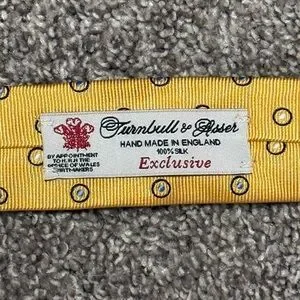 Turnbull & Asser
HAND MADE IN ENGLAND
100% SILK
Exclusive
BY APPOINTMENT
TO H.R.H THE
PRINCE OF WALES
SHIRTMAKERS